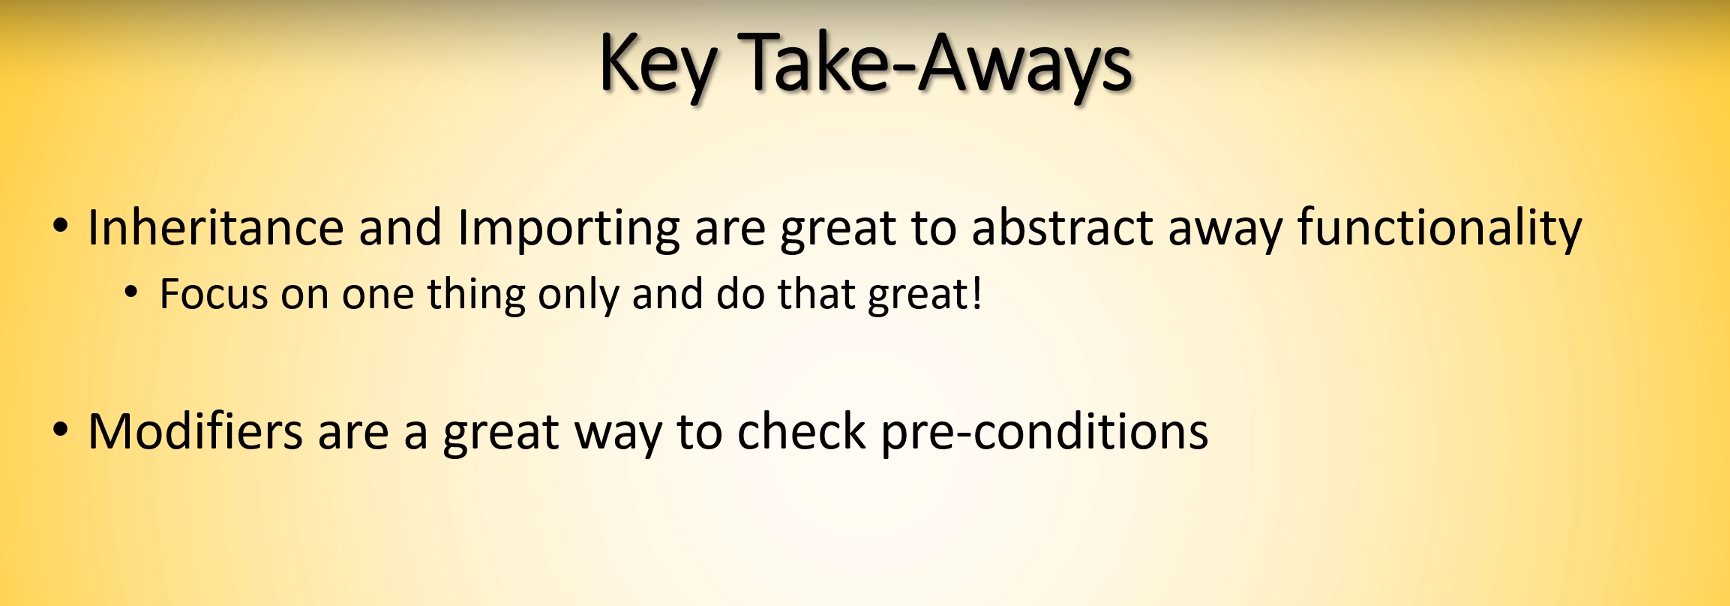 Key Take-Aways
• Inheritance and Importing are great to abstract away functionality
• Focus on one thing only and do that great!
• Modifiers are a great way to check pre-conditions